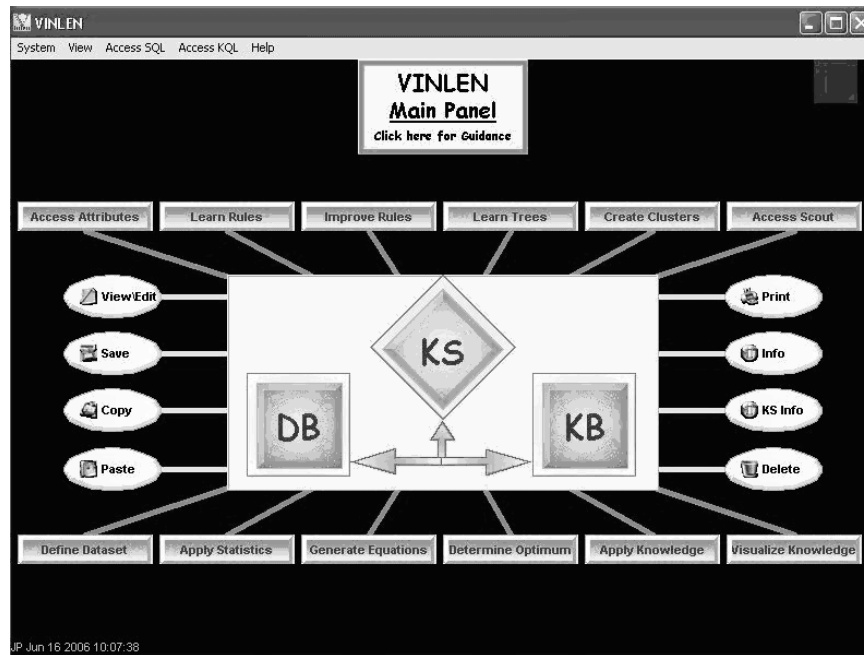 VINLEN
System View Access SQL Access KQL Help
VINLEN
Main Panel
Click here for Guidance
Access Attributes Learn Rules Improve Rules Learn Trees Create Clusters Access Scout
View\Edit
Print
KS
Save
Info
DB
KB
Copy
KS Info
Paste
Delete
Define Dataset Apply Statistics Generate Equations Determine Optimum Apply Knowledge Visualize Knowledge
JP Jun 16 2006 10:07:38